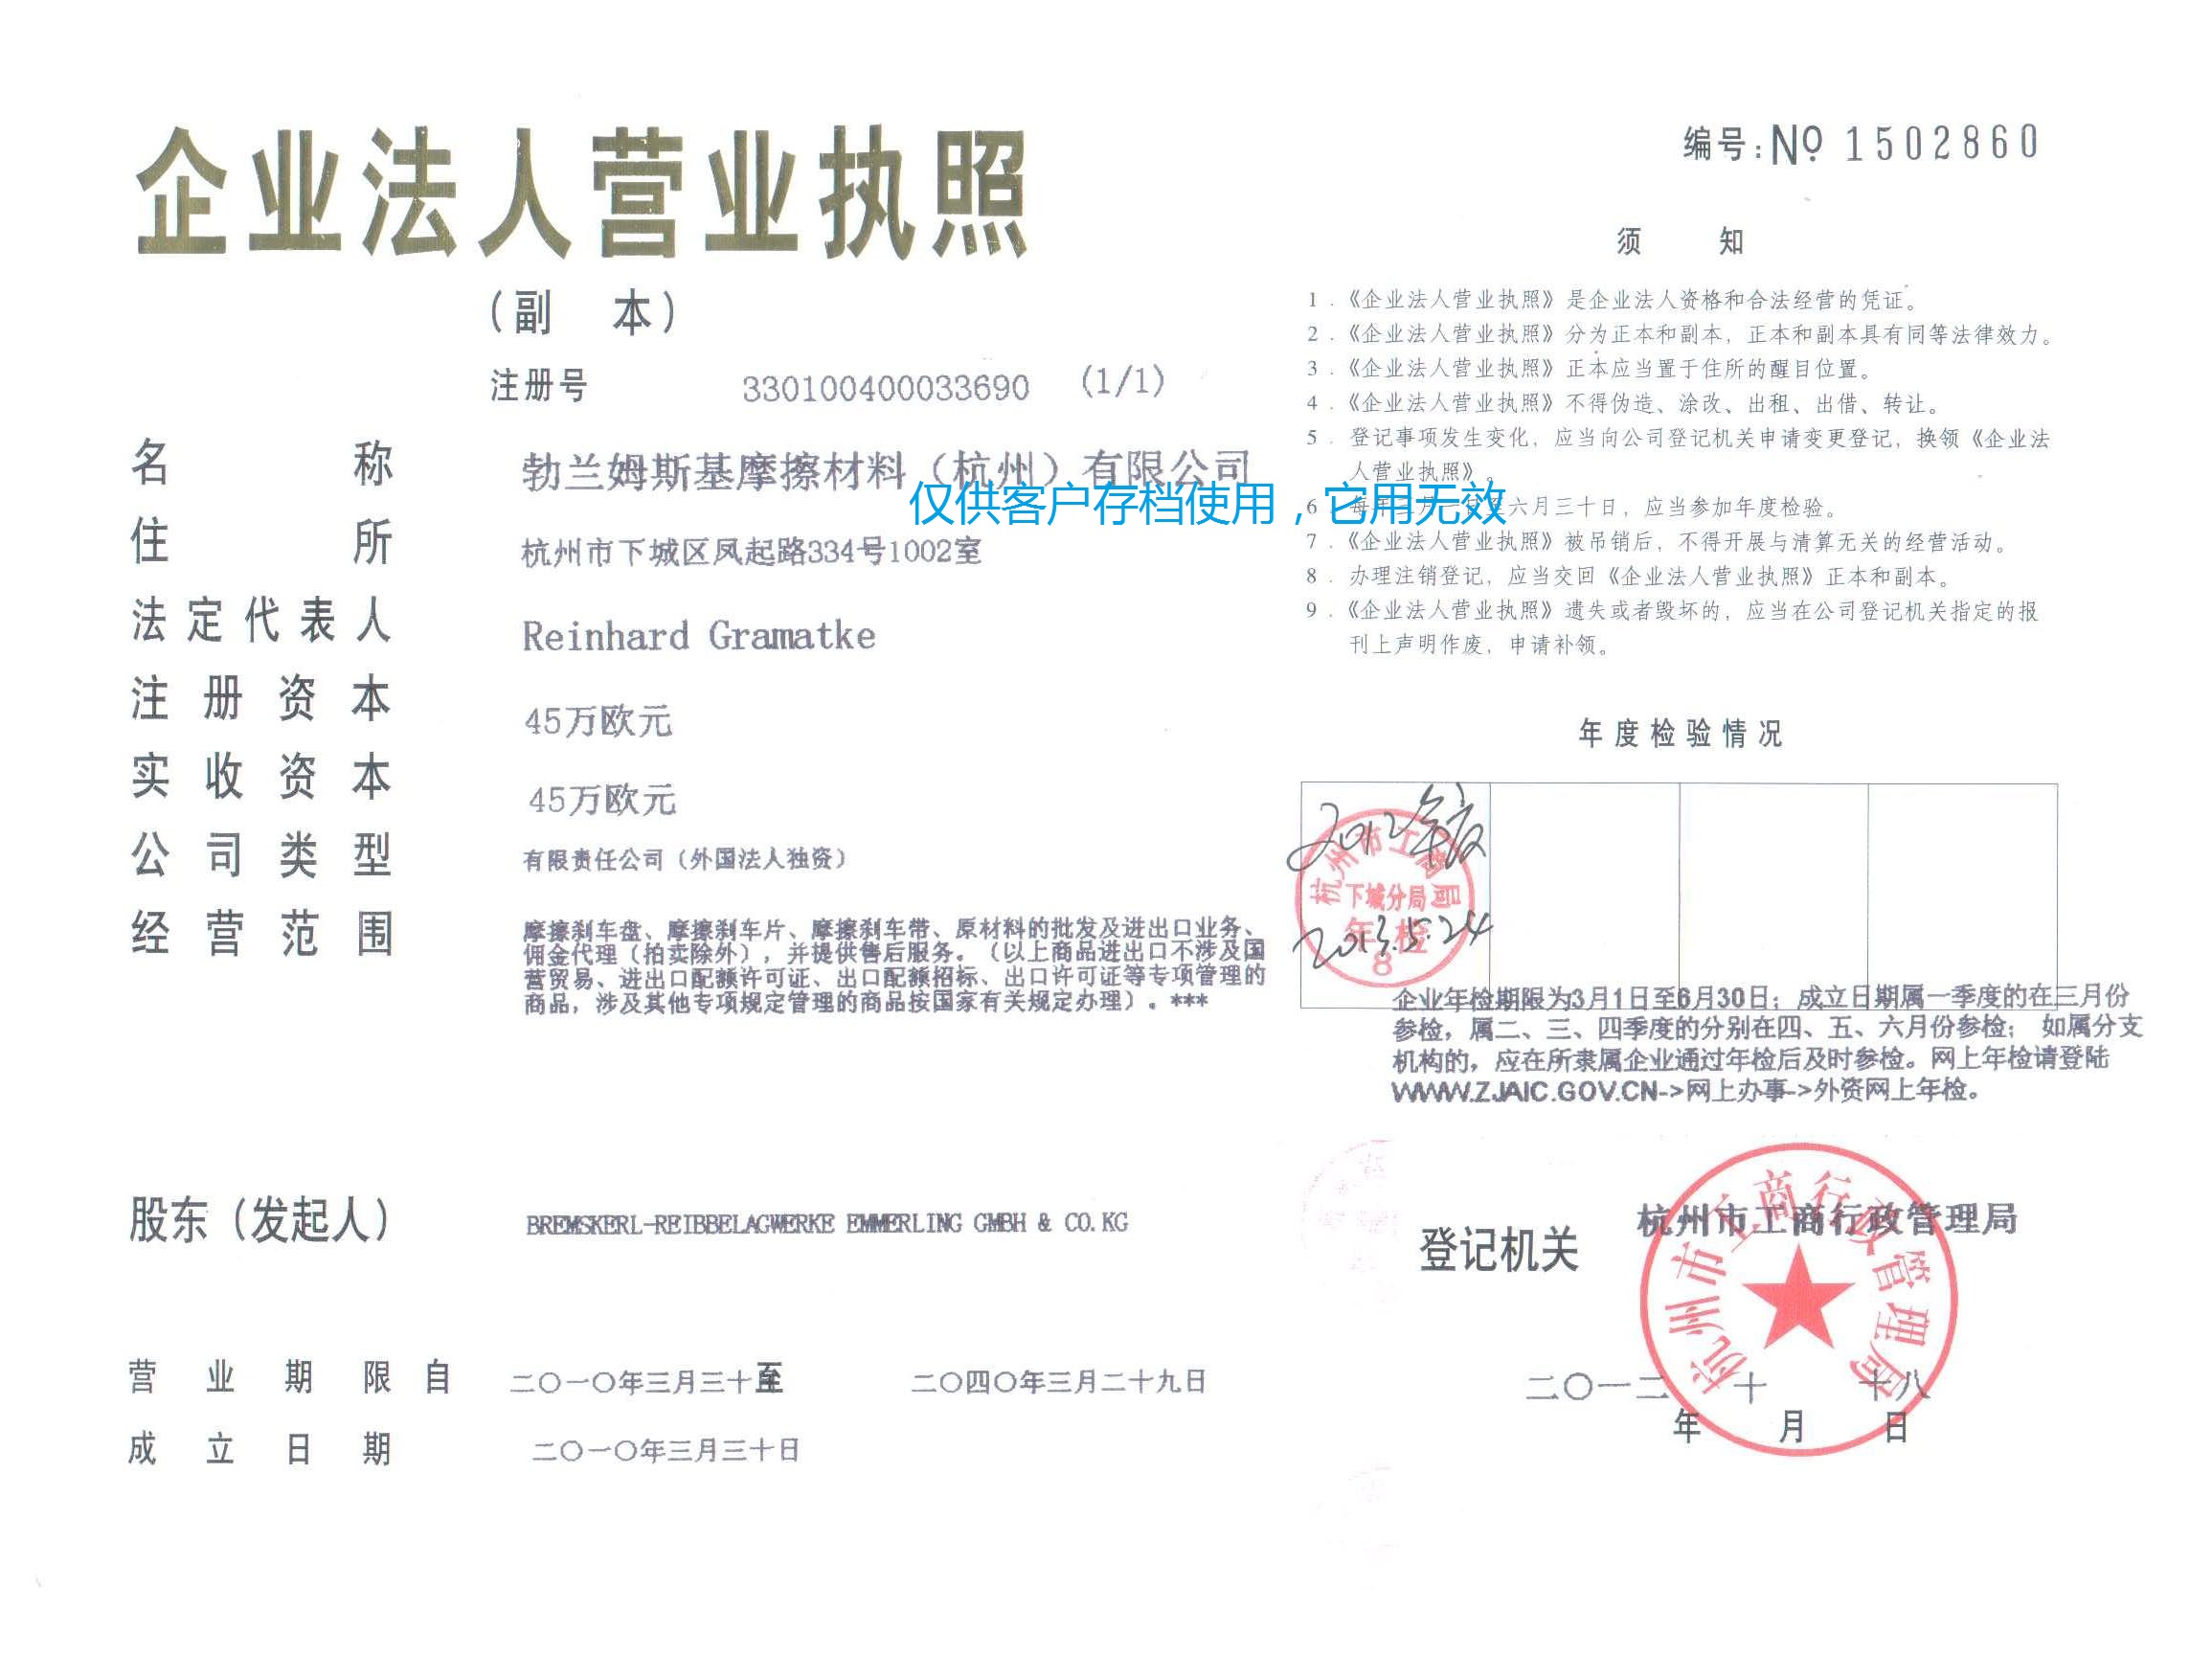 企业法人营业执照
（副 本）
注册号 330100400033690 (1/1)
名称 勃兰姆斯基摩擦材料（杭州）有限公司
住所 杭州市下城区凤起路334号1002室
法定代表人 Reinhard Gramatke
注册资本 45万欧元
实收资本 45万欧元
公司类型 有限责任公司（外国法人独资）
经营范围 摩擦刹车盘、摩擦刹车片、摩擦刹车带、原材料的批发及进出口业务、
佣金代理（拍卖除外），并提供售后服务。（以上商品进出口不涉及国
营贸易、进出口配额许可证、出口配额招标、出口许可证等专项管理的
商品，涉及其他专项规定管理的商品按国家有关规定办理）。***
股东（发起人） BREMSKERL-REIBBELAGWERKE EMMERLING GMBH & CO.KG
营业期限自 二〇一〇年三月三十 至 二〇四〇年三月二十九日
成立日期 二〇一〇年三月三十日
仅供客户存档使用，它用无效
编号：№ 1502860
须 知
1．《企业法人营业执照》是企业法人资格和合法经营的凭证。
2．《企业法人营业执照》分为正本和副本，正本和副本具有同等法律效力。
3．《企业法人营业执照》正本应当置于住所的醒目位置。
4．《企业法人营业执照》不得伪造、涂改、出租、出借、转让。
5．登记事项发生变化，应当向公司登记机关申请变更登记，换领《企业法
人营业执照》。
6．每年三月一日至六月三十日，应当参加年度检验。
7．《企业法人营业执照》被吊销后，不得开展与清算无关的经营活动。
8．办理注销登记，应当交回《企业法人营业执照》正本和副本。
9．《企业法人营业执照》遗失或者毁坏的，应当在公司登记机关指定的报
刊上声明作废，申请补领。
年度检验情况
2012年度
杭州市工商局
下城分局
年检
2013.5.24
8
企业年检期限为3月1日至6月30日；成立日期属一季度的在三月份
参检，属二、三、四季度的分别在四、五、六月份参检； 如属分支
机构的，应在所隶属企业通过年检后及时参检。网上年检请登陆
WWW.ZJAIC.GOV.CN->网上办事->外资网上年检。
登记机关 杭州市工商行政管理局
杭州市工商行政管理局
二〇一二 十 十八
年 月 日